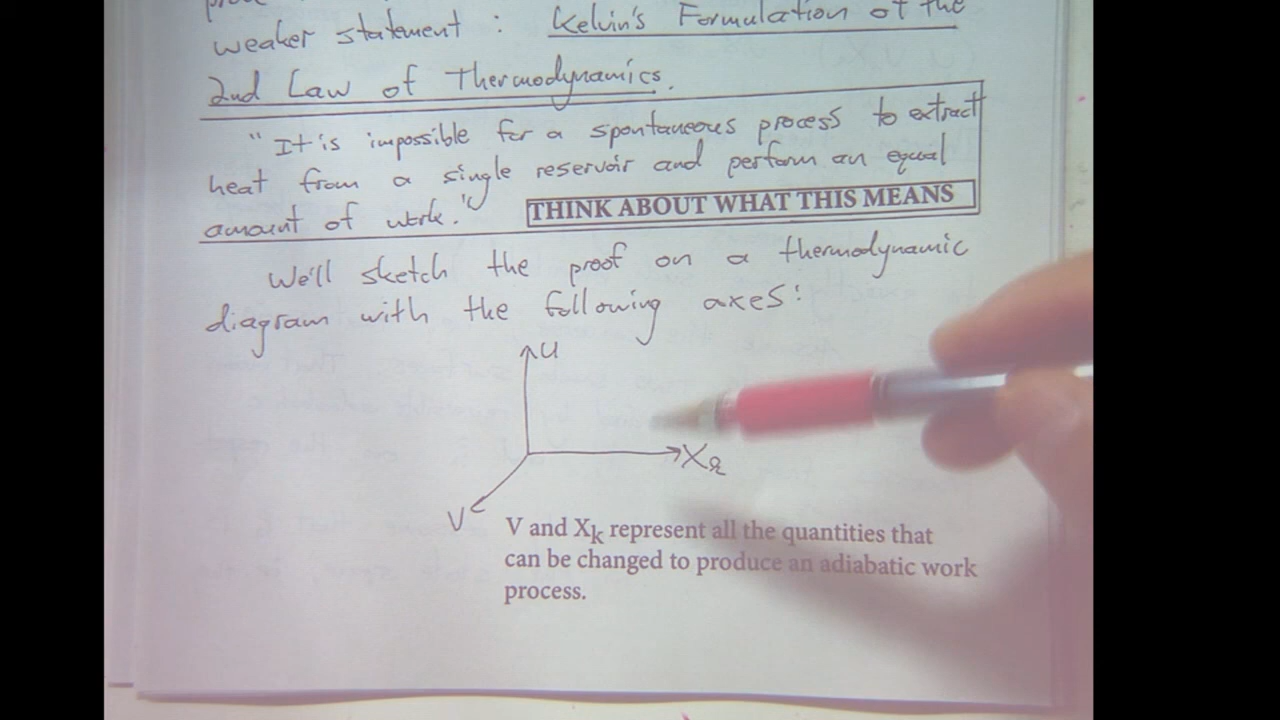 weaker statement : Kelvin's Formulation of the
2nd Law of Thermodynamics.
"It is impossible for a spontaneous process to extract
heat from a single reservoir and perform an equal
amount of work."
THINK ABOUT WHAT THIS MEANS
We'll sketch the proof on a thermodynamic
diagram with the following axes:
U
Xk
V
V and Xk represent all the quantities that
can be changed to produce an adiabatic work
process.